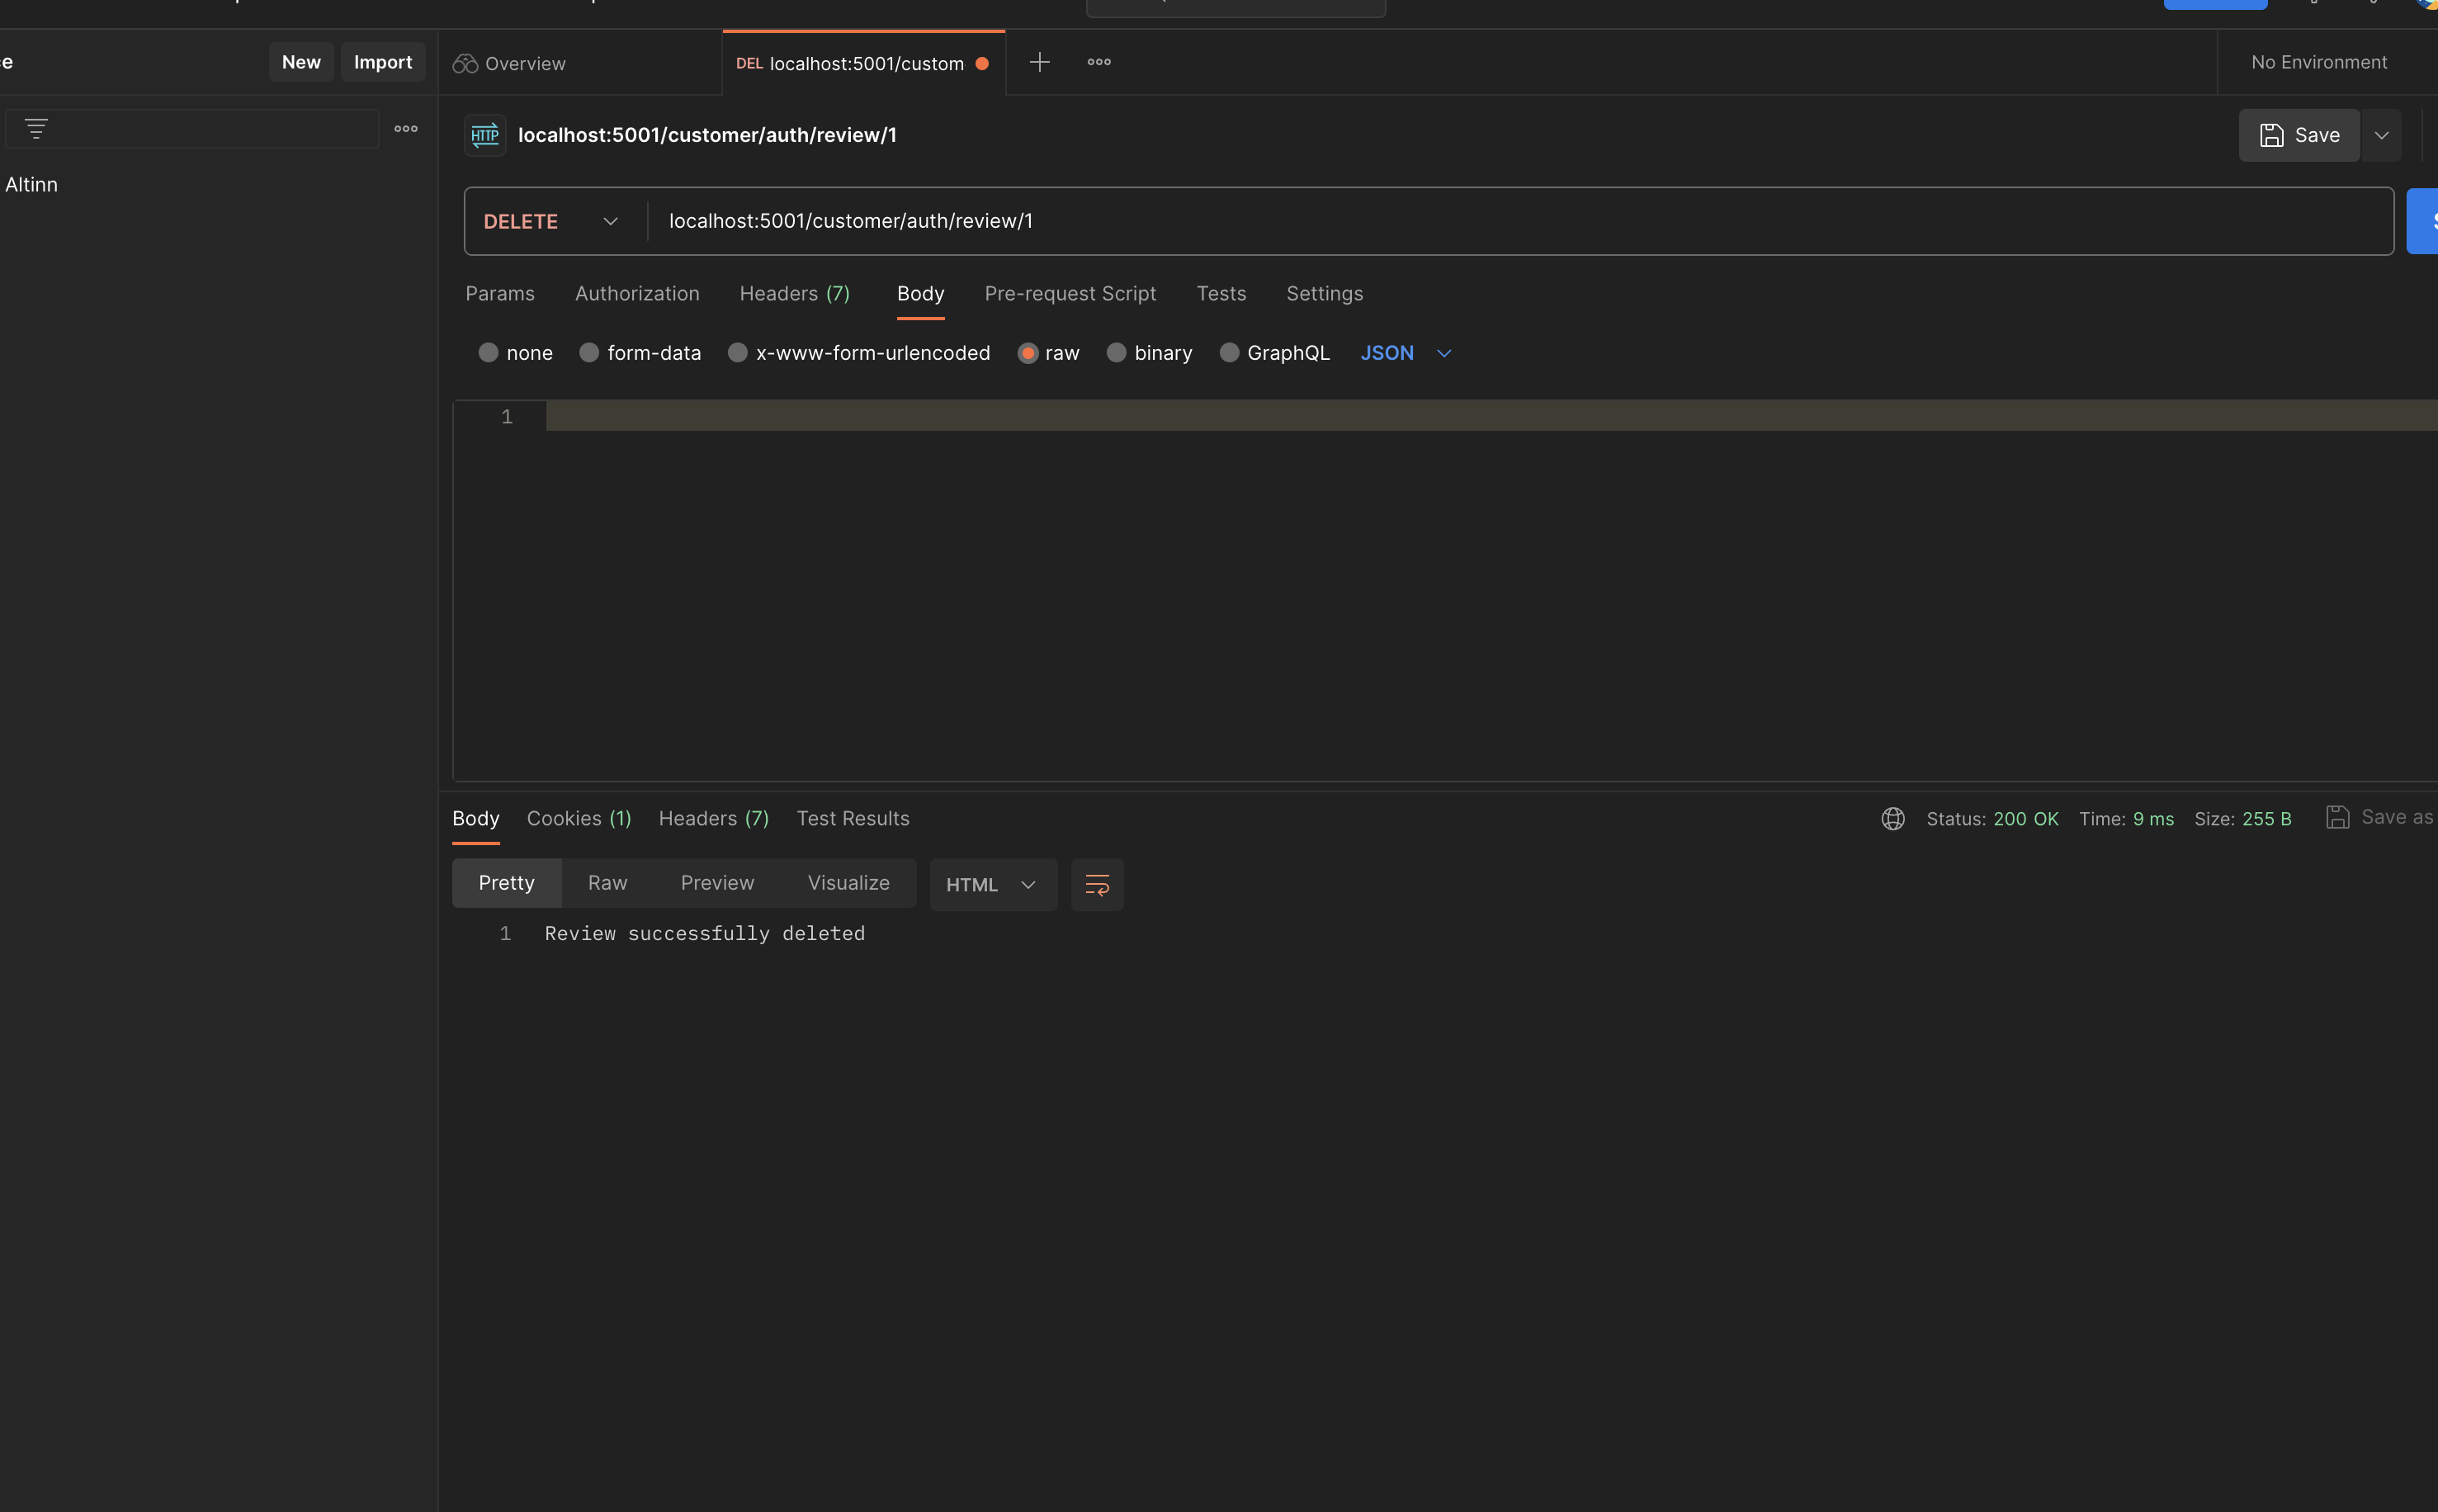 e
New
Import
Overview
DEL localhost:5001/custom
No Environment
HTTP localhost:5001/customer/auth/review/1
Save
Altinn
DELETE localhost:5001/customer/auth/review/1
Params Authorization Headers (7) Body Pre-request Script Tests Settings
none form-data x-www-form-urlencoded raw binary GraphQL JSON
1
Body Cookies (1) Headers (7) Test Results
Status: 200 OK Time: 9 ms Size: 255 B Save as
Pretty Raw Preview Visualize HTML
1 Review successfully deleted